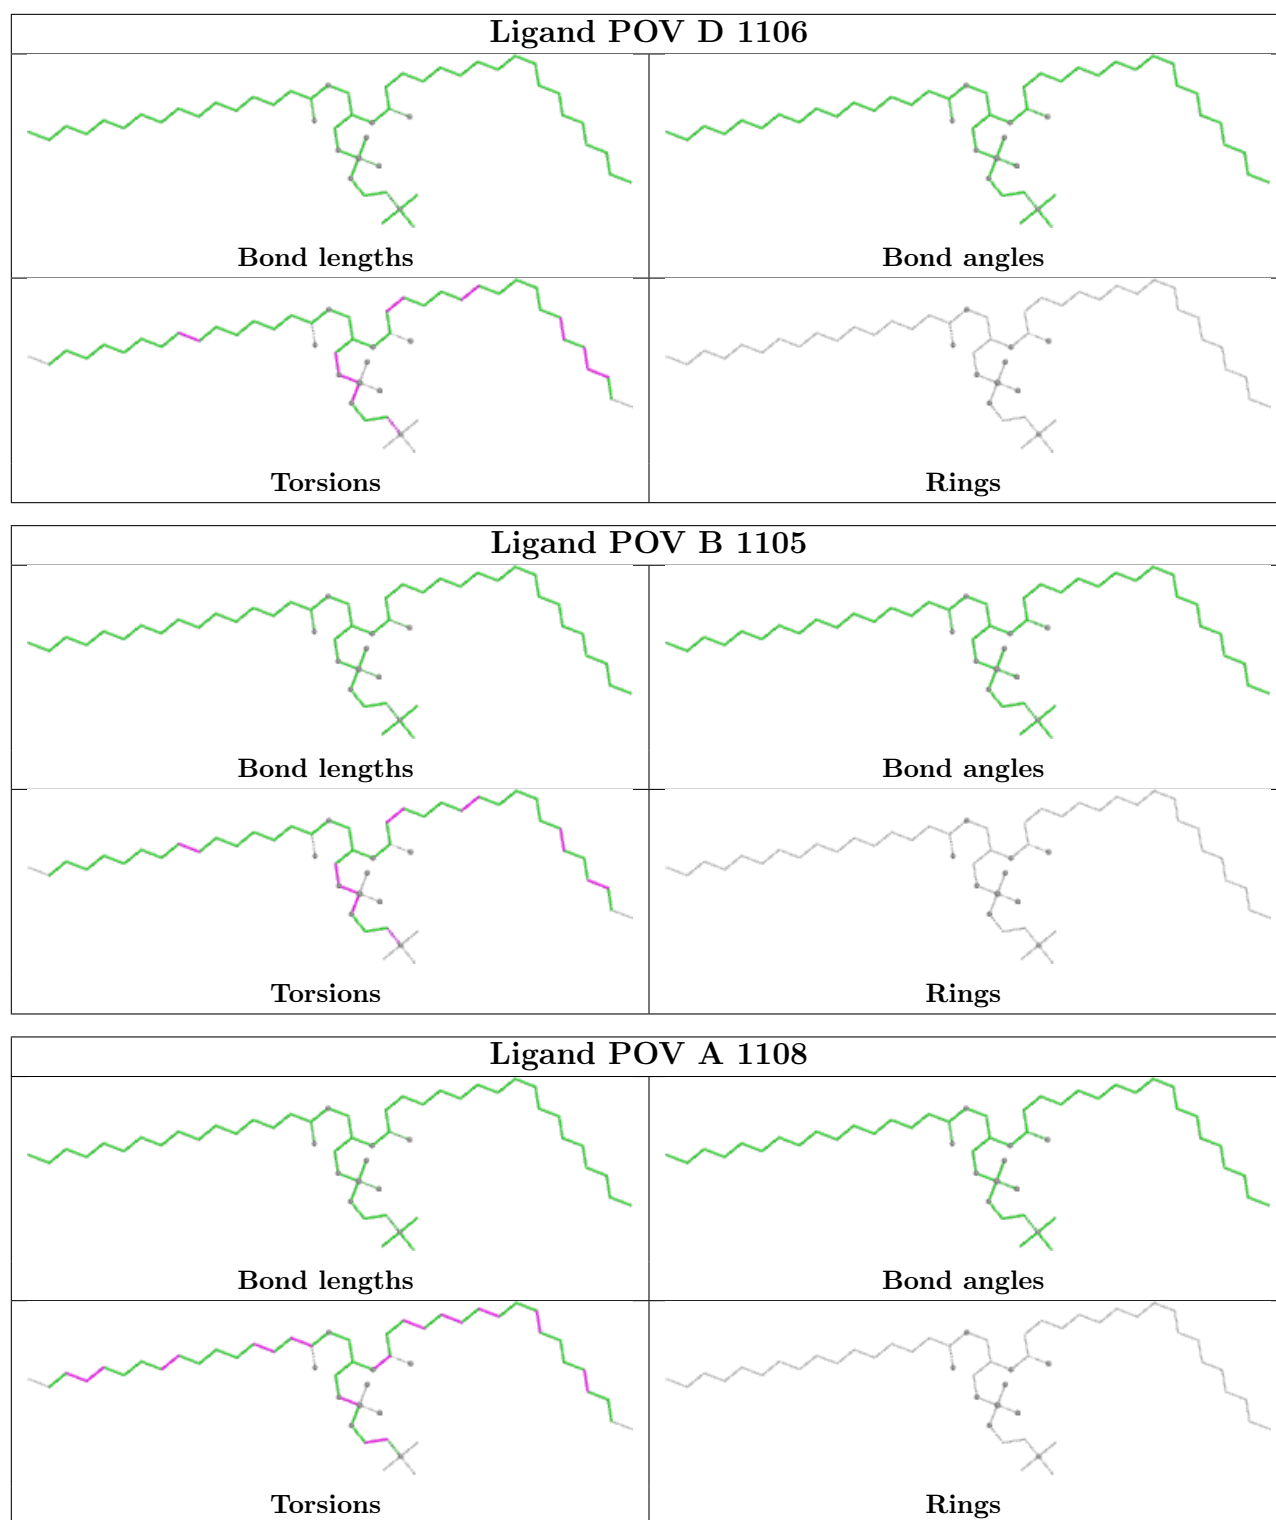 Ligand POV D 1106
Bond lengths
Bond angles
Torsions
Rings
Ligand POV B 1105
Bond lengths
Bond angles
Torsions
Rings
Ligand POV A 1108
Bond lengths
Bond angles
Torsions
Rings